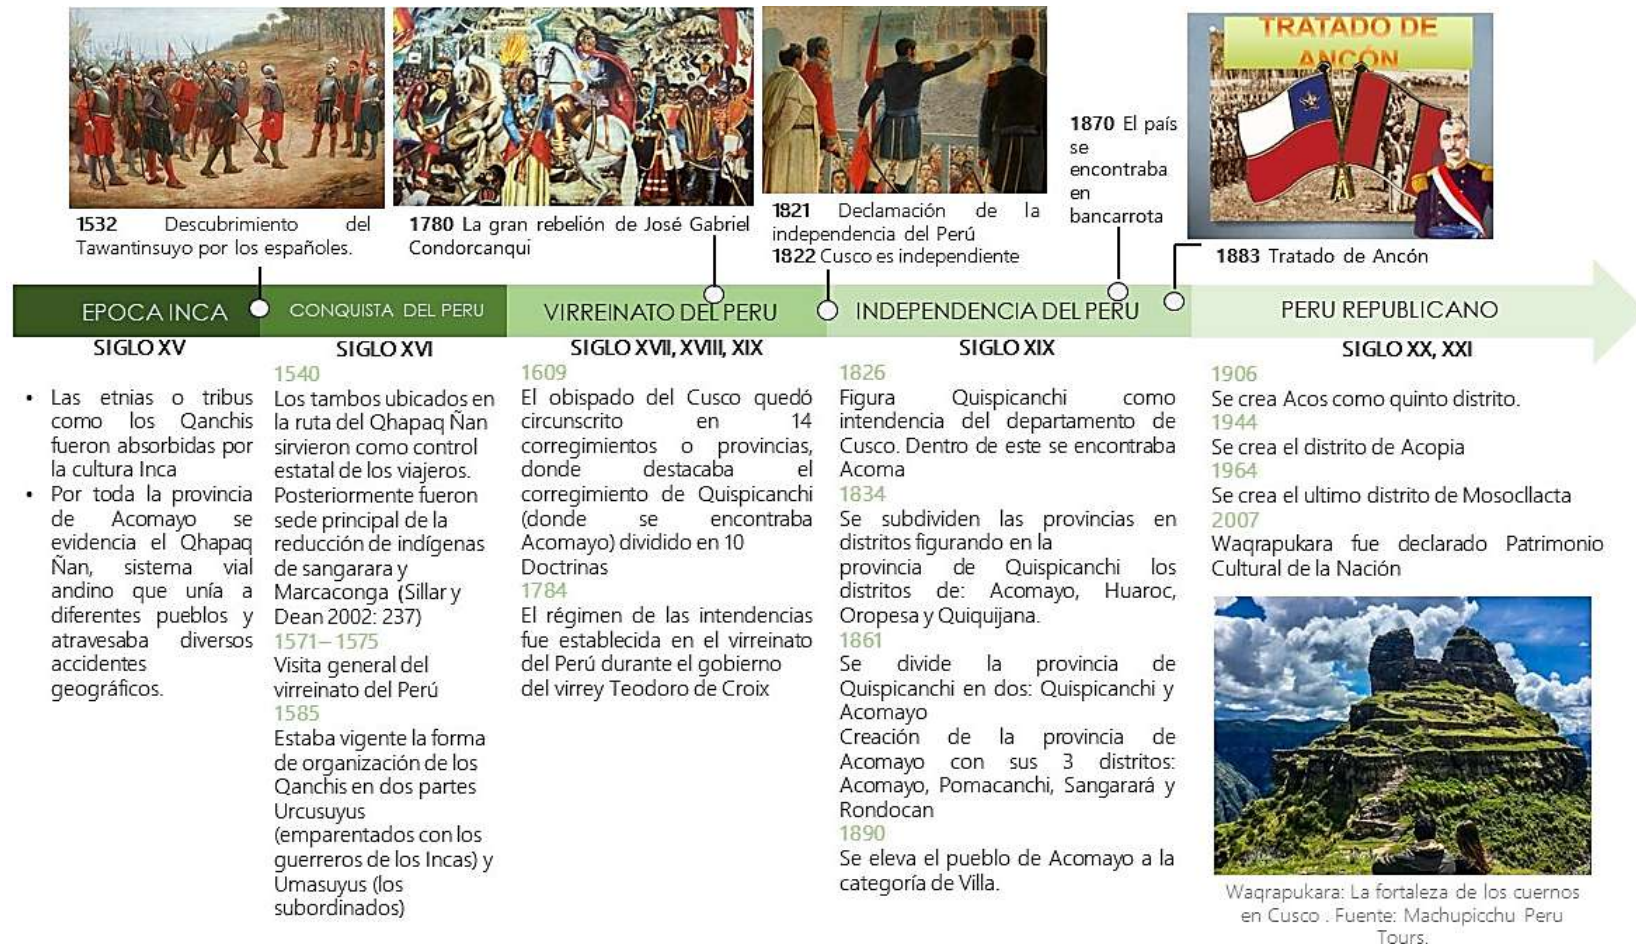 TRATADO DE
ANCÓN
1532 Descubrimiento del
Tawantinsuyo por los españoles.
1780 La gran rebelión de José Gabriel
Condorcanqui
1821 Declamación de la
independencia del Perú
1822 Cusco es independiente
1870 El país
se
encontraba
en
bancarrota
1883 Tratado de Ancón
EPOCA INCA
CONQUISTA DEL PERU
VIRREINATO DEL PERU
INDEPENDENCIA DEL PERU
PERU REPUBLICANO
SIGLO XV
• Las etnias o tribus
como los Qanchis
fueron absorbidas por
la cultura Inca
• Por toda la provincia
de Acomayo se
evidencia el Qhapaq
Ñan, sistema vial
andino que unía a
diferentes pueblos y
atravesaba diversos
accidentes
geográficos.
SIGLO XVI
1540
Los tambos ubicados en
la ruta del Qhapaq Ñan
sirvieron como control
estatal de los viajeros.
Posteriormente fueron
sede principal de la
reducción de indígenas
de sangarara y
Marcaconga (Sillar y
Dean 2002: 237)
1571– 1575
Visita general del
virreinato del Perú
1585
Estaba vigente la forma
de organización de los
Qanchis en dos partes
Urcusuyus
(emparentados con los
guerreros de los Incas) y
Umasuyus (los
subordinados)
SIGLO XVII, XVIII, XIX
1609
El obispado del Cusco quedó
circunscrito en 14
corregimientos o provincias,
donde destacaba el
corregimiento de Quispicanchi
(donde se encontraba
Acomayo) dividido en 10
Doctrinas
1784
El régimen de las intendencias
fue establecida en el virreinato
del Perú durante el gobierno
del virrey Teodoro de Croix
SIGLO XIX
1826
Figura Quispicanchi como
intendencia del departamento de
Cusco. Dentro de este se encontraba
Acoma
1834
Se subdividen las provincias en
distritos figurando en la
provincia de Quispicanchi los
distritos de: Acomayo, Huaroc,
Oropesa y Quiquijana.
1861
Se divide la provincia de
Quispicanchi en dos: Quispicanchi y
Acomayo
Creación de la provincia de
Acomayo con sus 3 distritos:
Acomayo, Pomacanchi, Sangarará y
Rondocan
1890
Se eleva el pueblo de Acomayo a la
categoría de Villa.
SIGLO XX, XXI
1906
Se crea Acos como quinto distrito.
1944
Se crea el distrito de Acopia
1964
Se crea el ultimo distrito de Mosocllacta
2007
Waqrapukara fue declarado Patrimonio
Cultural de la Nación
Waqrapukara: La fortaleza de los cuernos
en Cusco . Fuente: Machupicchu Peru
Tours.